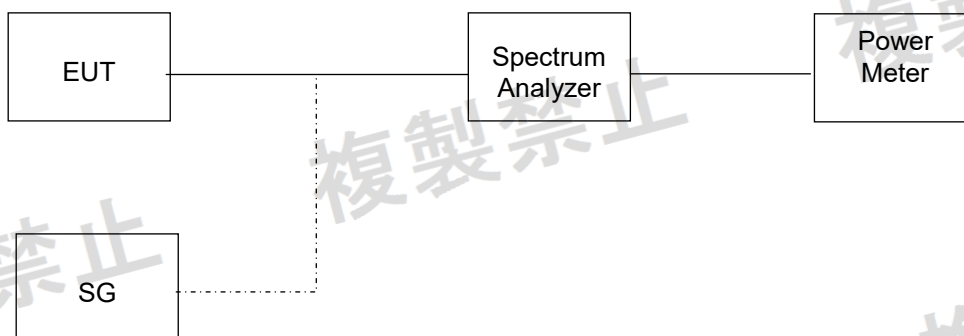 EUT
Spectrum
Analyzer
Power
Meter
複製禁止
禁止
SG